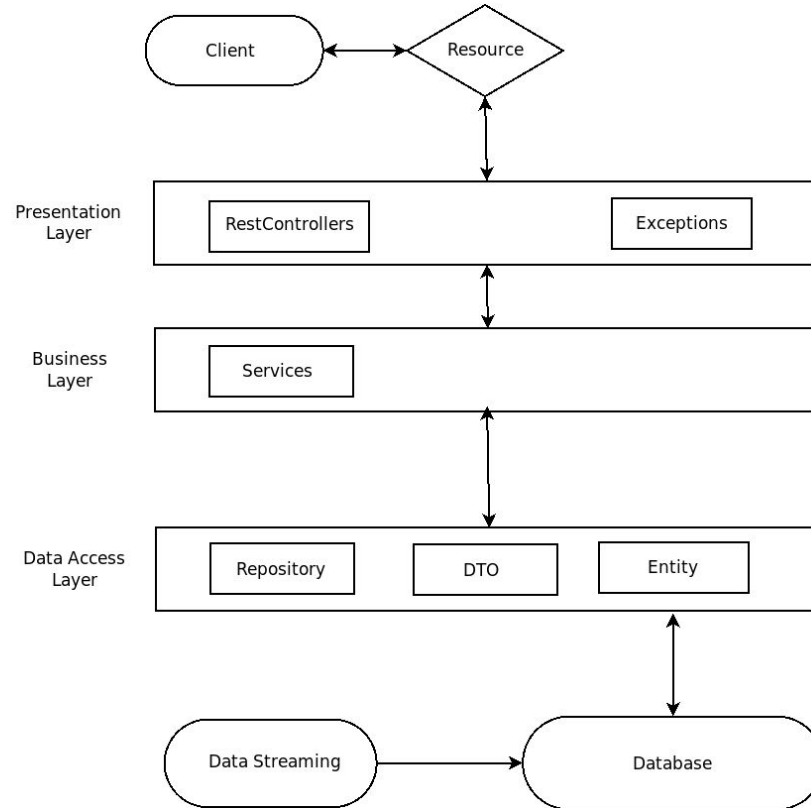 Client
Resource
Presentation
Layer
RestControllers
Exceptions
Business
Layer
Services
Data Access
Layer
Repository
DTO
Entity
Data Streaming
Database